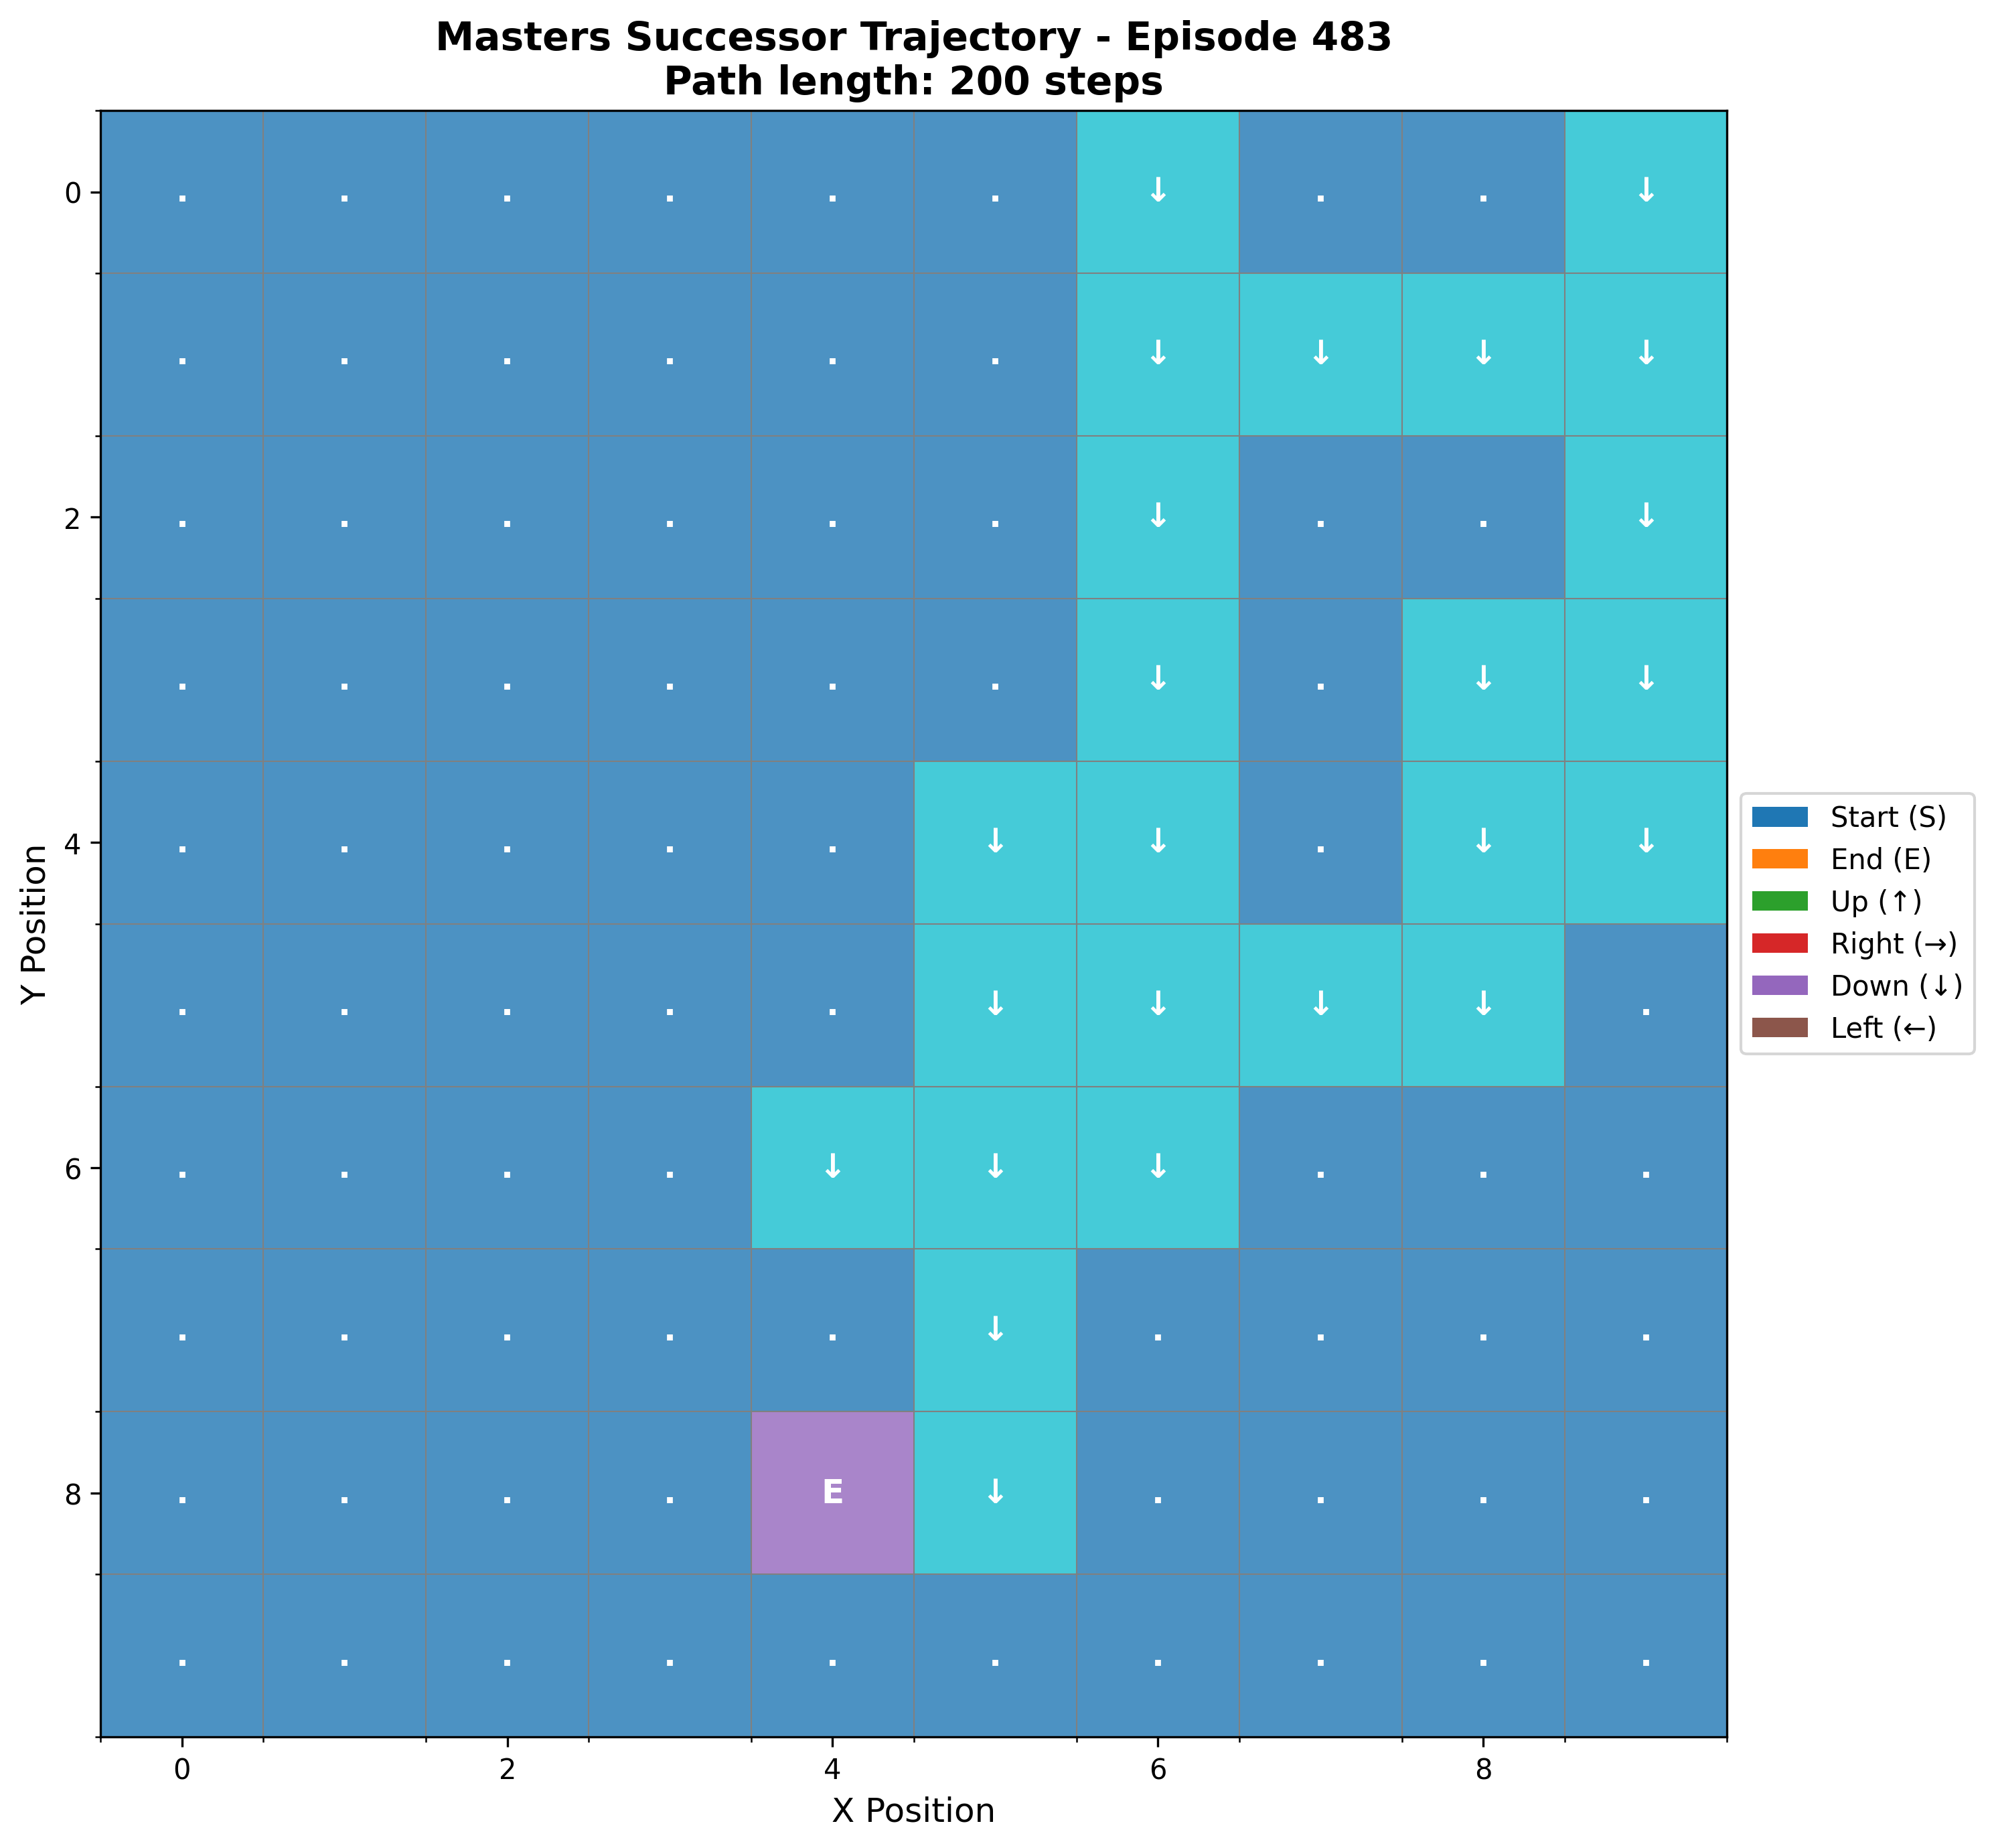 Masters Successor Trajectory - Episode 483
Path length: 200 steps
0 . . . . . . ↓ . . ↓
. . . . . . ↓ ↓ ↓ ↓
2 . . . . . . ↓ . . ↓
. . . . . . ↓ . ↓ ↓
4 . . . . . ↓ ↓ . ↓ ↓
. . . . . ↓ ↓ ↓ ↓ .
6 . . . . ↓ ↓ ↓ . . .
. . . . . ↓ . . . .
8 . . . . E ↓ . . . .
. . . . . . . . . .
0 2 4 6 8
X Position
Y Position
Start (S)
End (E)
Up (↑)
Right (→)
Down (↓)
Left (←)